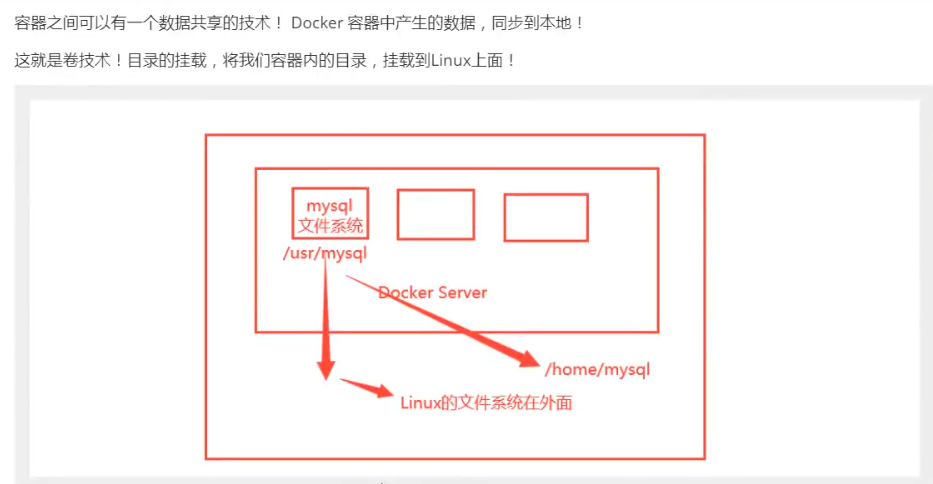 容器之间可以有一个数据共享的技术！ Docker 容器中产生的数据，同步到本地！
这就是卷技术！目录的挂载，将我们容器内的目录，挂载到Linux上面！
mysql
文件系统
/usr/mysql
Docker Server
/home/mysql
Linux的文件系统在外面